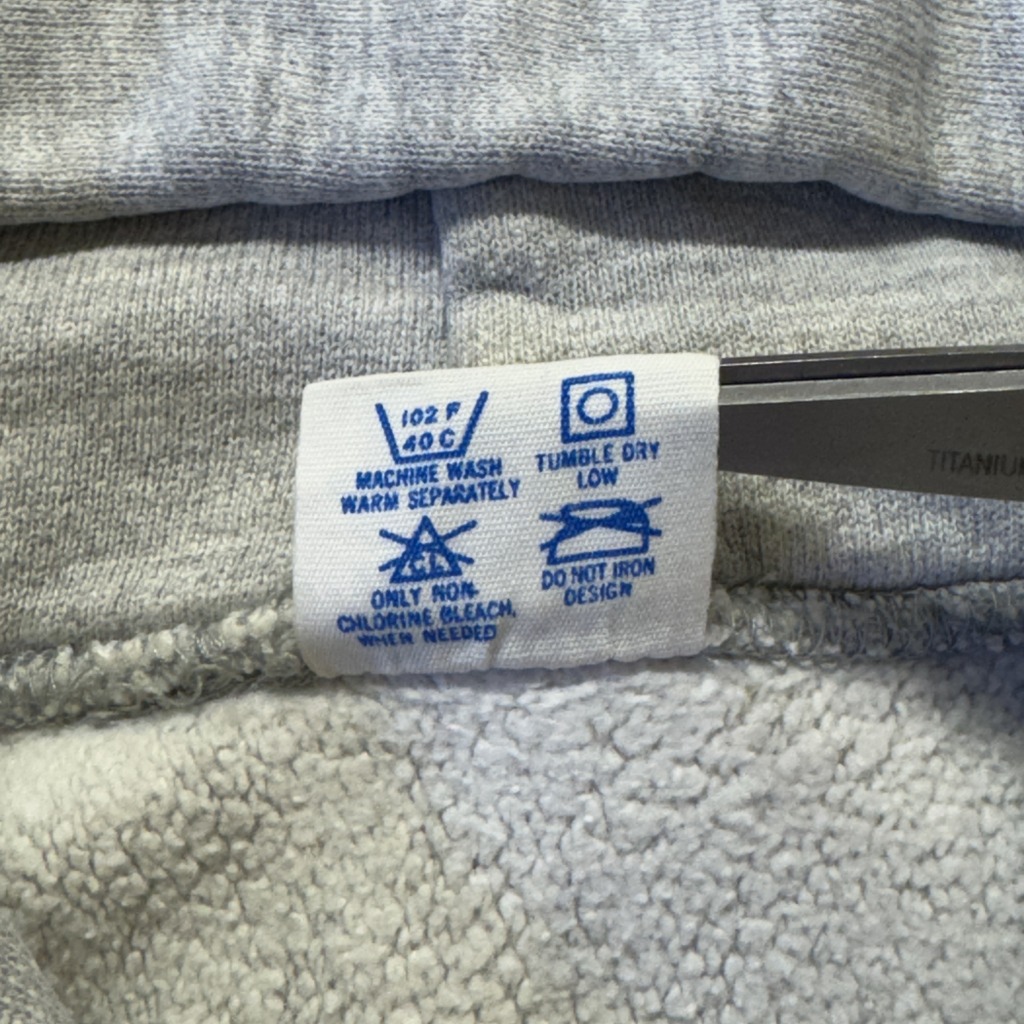 102 F
40 C
MACHINE WASH
WARM SEPARATELY
TUMBLE DRY
LOW
CL
ONLY NON-
CHLORINE BLEACH,
WHEN NEEDED
DO NOT IRON
DESIGN
TITANIU